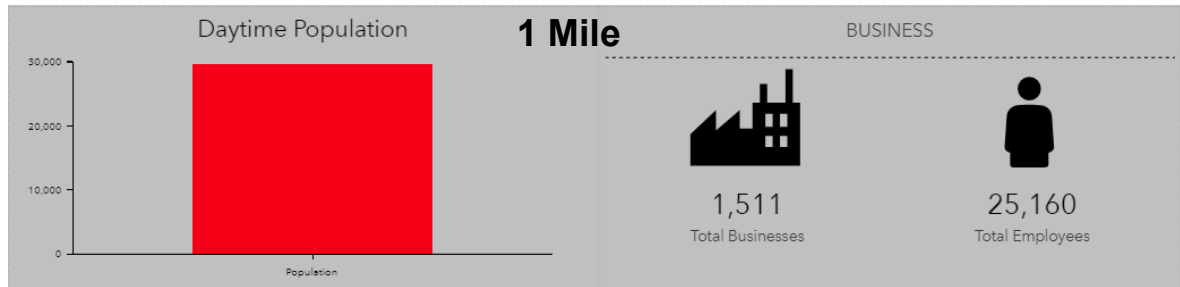 Daytime Population
1 Mile
BUSINESS
30,000
20,000
10,000
0
Population
1,511
Total Businesses
25,160
Total Employees